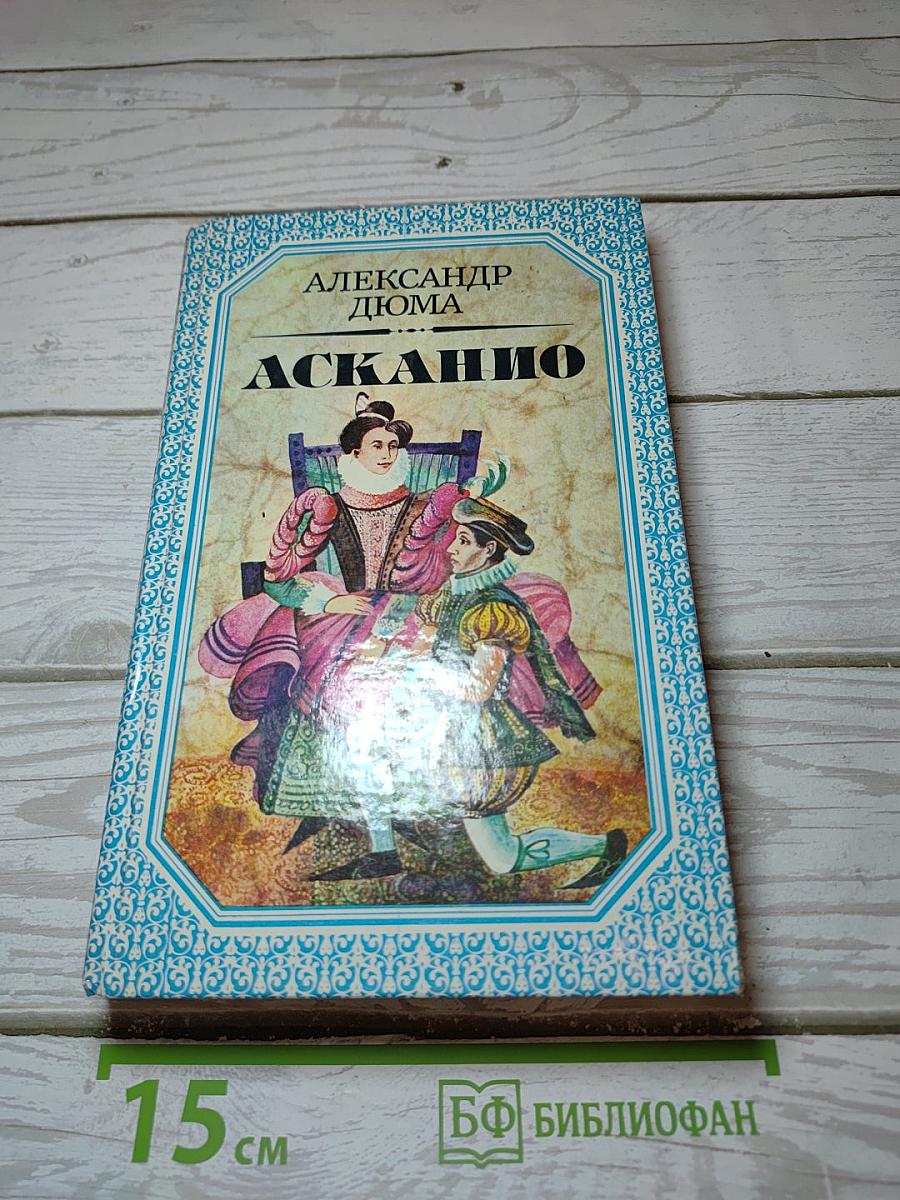 АЛЕКСАНДР
ДЮМА
АСКАНИО
15 см
БФ БИБЛИОФАН